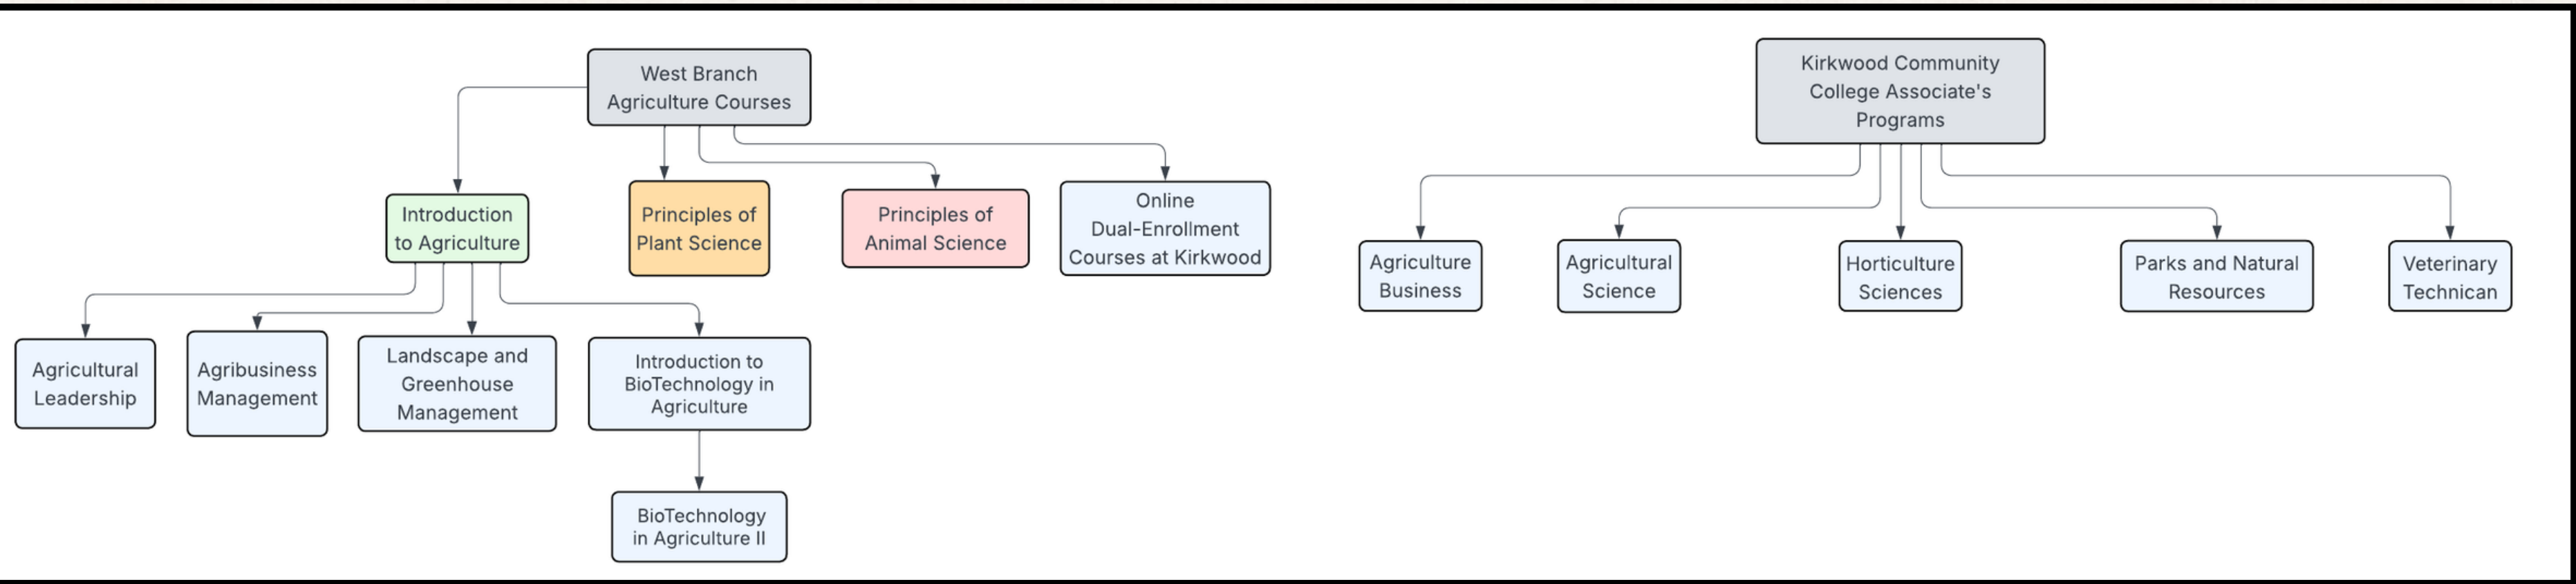 West Branch
Agriculture Courses
Kirkwood Community
College Associate's
Programs
Introduction
to Agriculture
Principles of
Plant Science
Principles of
Animal Science
Online
Dual-Enrollment
Courses at Kirkwood
Agriculture
Business
Agricultural
Science
Horticulture
Sciences
Parks and Natural
Resources
Veterinary
Technican
Agricultural
Leadership
Agribusiness
Management
Landscape and
Greenhouse
Management
Introduction to
BioTechnology in
Agriculture
BioTechnology
in Agriculture II